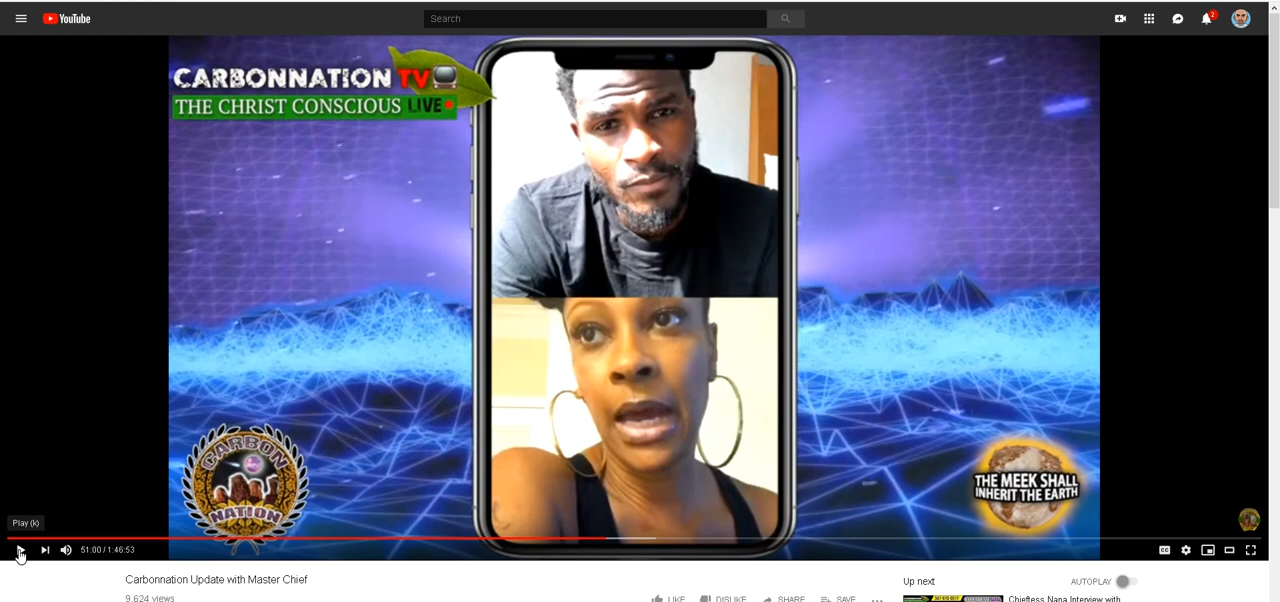 YouTube
Search
2
CARBONNATION TV
THE CHRIST CONSCIOUS LIVE
CARBON
NATION
THE MEEK SHALL
INHERIT THE EARTH
Play (k)
51:00 / 1:46:53
CC
Carbonnation Update with Master Chief
Up next
AUTOPLAY
9,624 views
LIKE
DISLIKE
SHARE
SAVE
Chieftess Nana Interview with